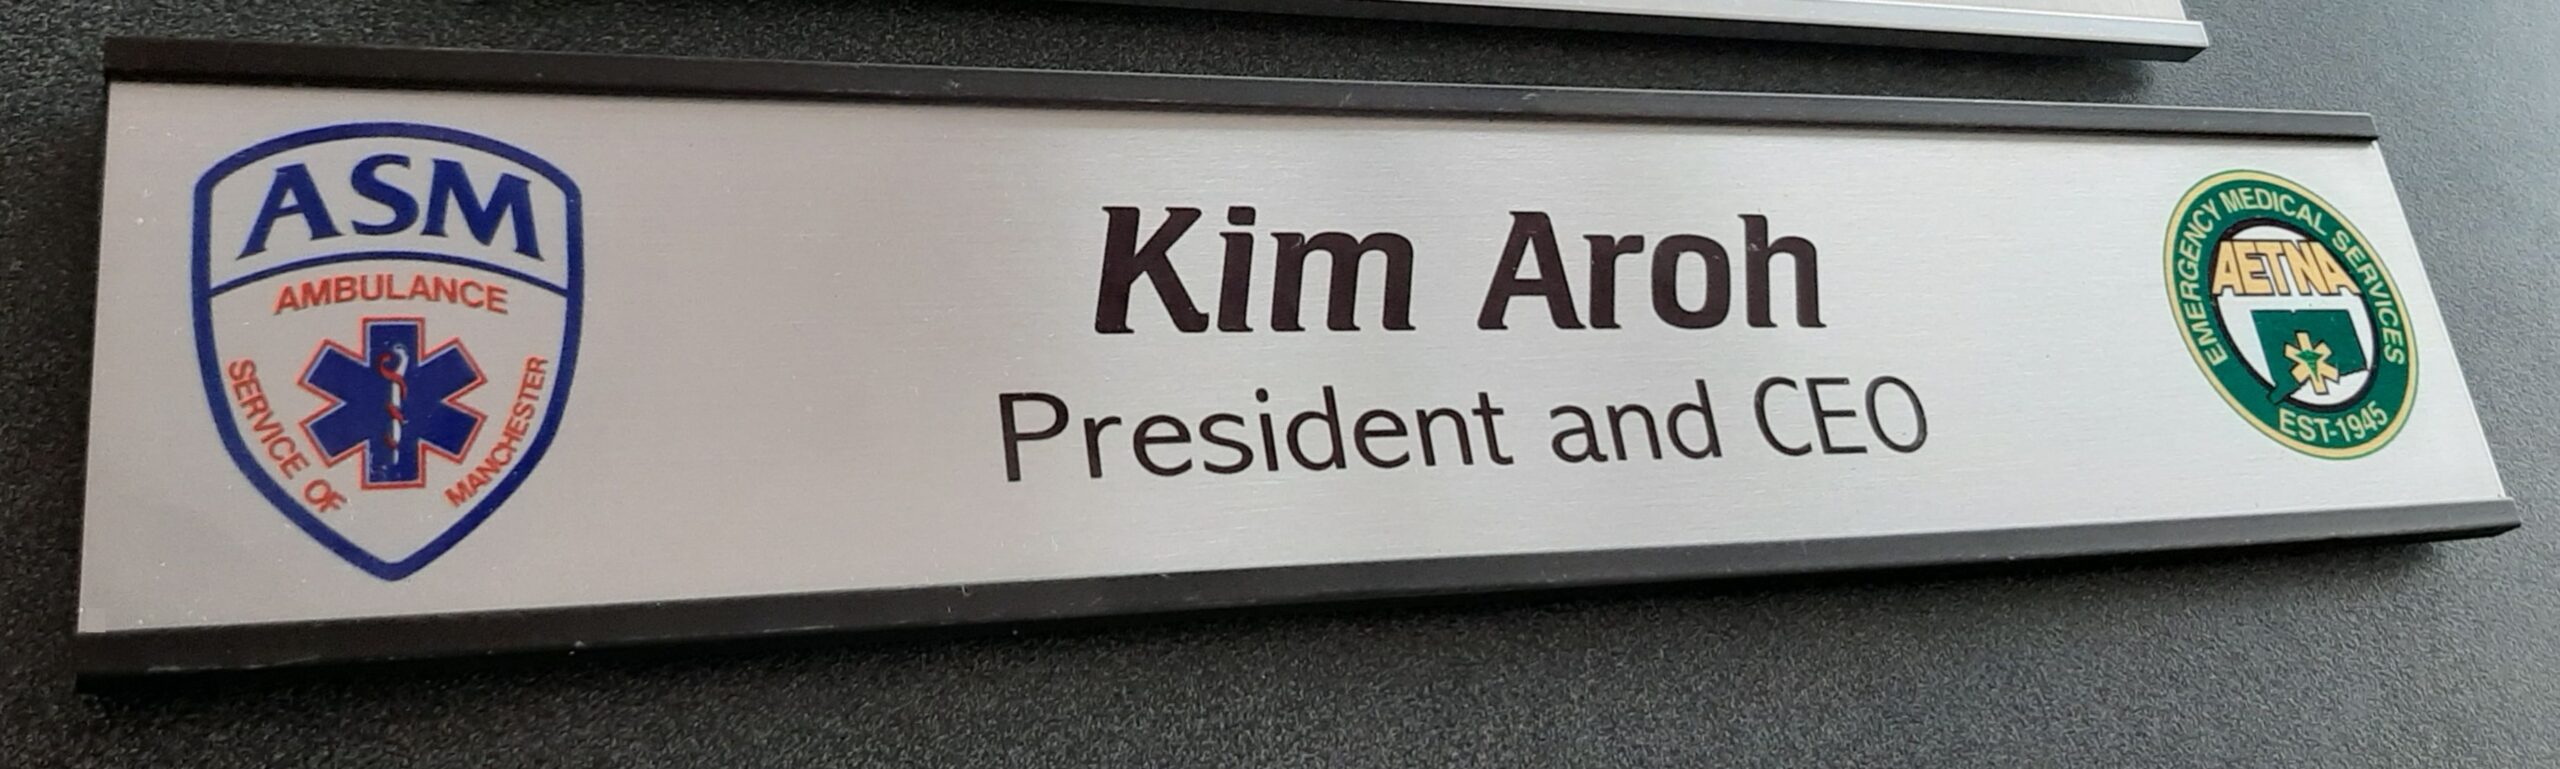 ASM
AMBULANCE
SERVICE OF
MANCHESTER
Kim Aroh
President and CEO
EMERGENCY MEDICAL SERVICES
AETNA
EST-1945